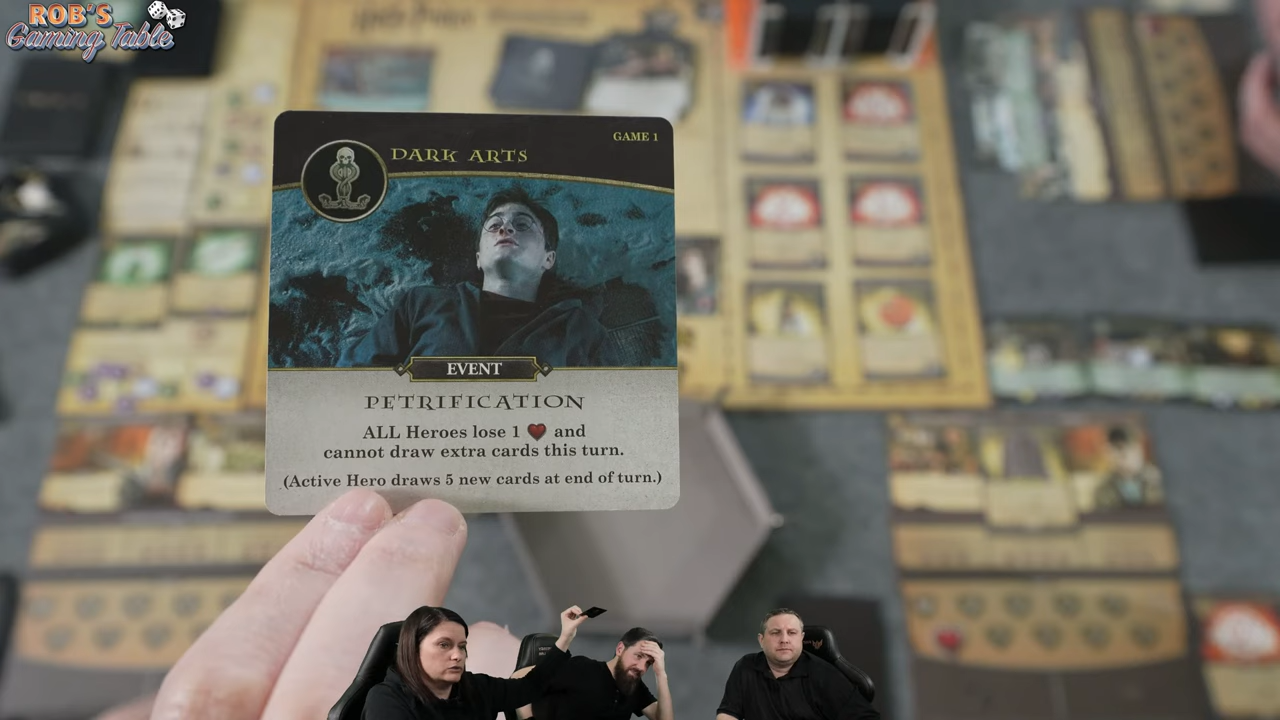 ROB'S
Gaming Table
GAME 1
DARK ARTS
EVENT
PETRIFICATION
ALL Heroes lose 1 and
cannot draw extra cards this turn.
(Active Hero draws 5 new cards at end of turn.)